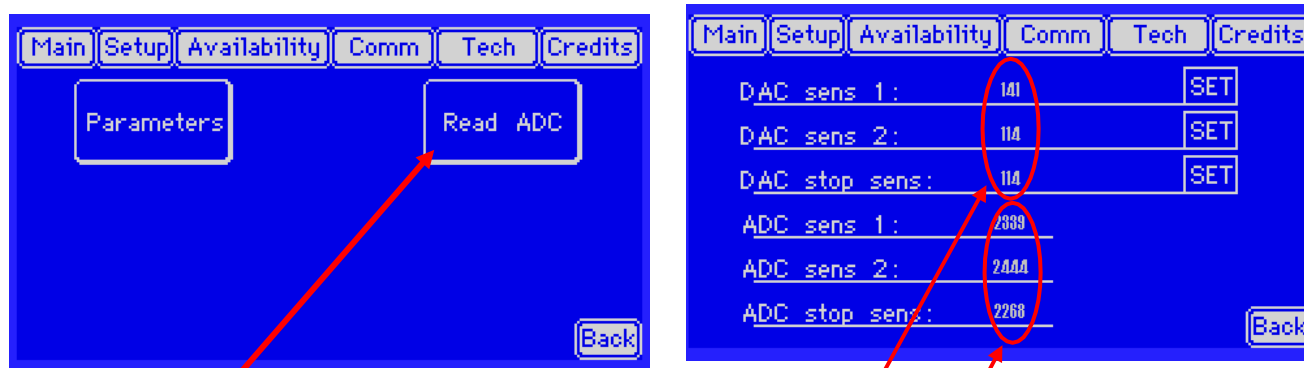 Main Setup Availability Comm Tech Credits
Parameters Read ADC
Back
Main Setup Availability Comm Tech Credits
DAC sens 1: 141 SET
DAC sens 2: 114 SET
DAC stop sens: 114 SET
ADC sens 1: 2339
ADC sens 2: 2444
ADC stop sens: 2268
Back